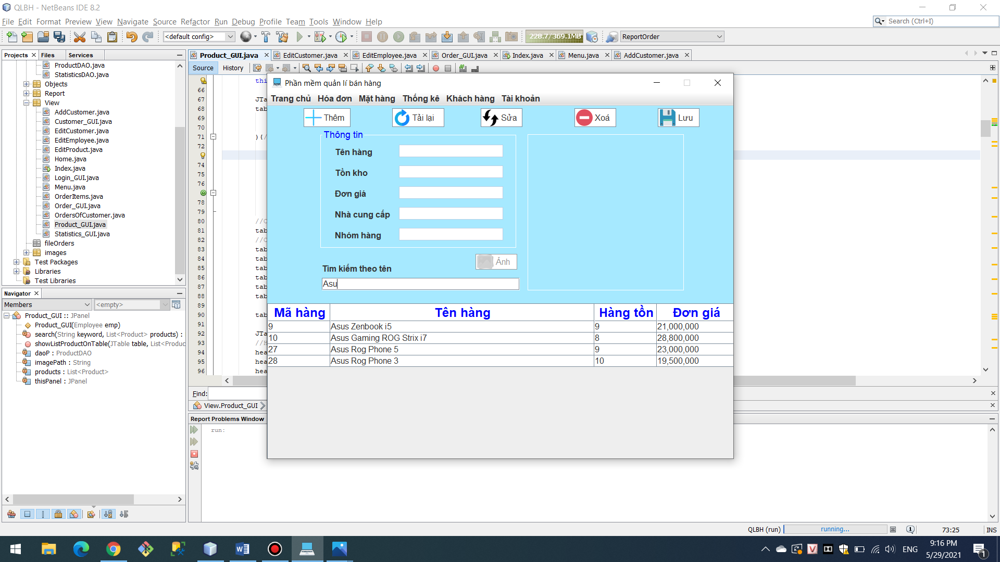 QLBH - NetBeans IDE 8.2
File Edit Format Preview View Navigate Source Refactor Run Debug Profile Team Tools Window Help
Search (Ctrl+I)
<default config>
228.7/369.1MB
ReportOrder
Projects Files Services
Product_GUI.java EditCustomer.java EditEmployee.java Order_GUI.java Index.java Menu.java AddCustomer.java
Source History
ProductDAO.java
StatisticsDAO.java
Objects
Report
View
AddCustomer.java
Customer_GUI.java
EditCustomer.java
EditEmployee.java
EditProduct.java
Home.java
Index.java
Login_GUI.java
Menu.java
OrderItems.java
Order_GUI.java
OrdersOfCustomer.java
Product_GUI.java
Statistics_GUI.java
fileOrders
images
Test Packages
Libraries
Test Libraries
Navigator
Members
<empty>
Product_GUI :: JPanel
Product_GUI(Employee emp)
search(String keyword, List<Product> products) :
showListProductOnTable(JTable table, List<Produc
daoP : ProductDAO
imagePath : String
products : List<Product>
thisPanel : JPanel
thi
66
67 JTa
68 tab
69
70
71 ){/
72
74
75
76
78
79
80 //C
81 tab
82 //C
83 tab
84 tab
85 tab
86 tab
87 tab
88 tab
89
90 tab
91
92 JTa
93 //H
94 hea
95 hea
96 hea
Find:
View.Product_GUI
Report Problems Window
run:
Phần mềm quản lí bán hàng
Trang chủ Hóa đơn Mặt hàng Thống kê Khách hàng Tài khoản
Thêm Tải lại Sửa Xoá Lưu
Thông tin
Tên hàng
Tồn kho
Đơn giá
Nhà cung cấp
Nhóm hàng
Ảnh
Tìm kiếm theo tên
Asu
Mã hàng Tên hàng Hàng tồn Đơn giá
9 Asus Zenbook i5 9 21,000,000
10 Asus Gaming ROG Strix i7 8 28,800,000
27 Asus Rog Phone 5 9 23,000,000
28 Asus Rog Phone 3 10 19,500,000
QLBH (run) running... 1 73:25 INS
ENG
9:16 PM
5/29/2021
1